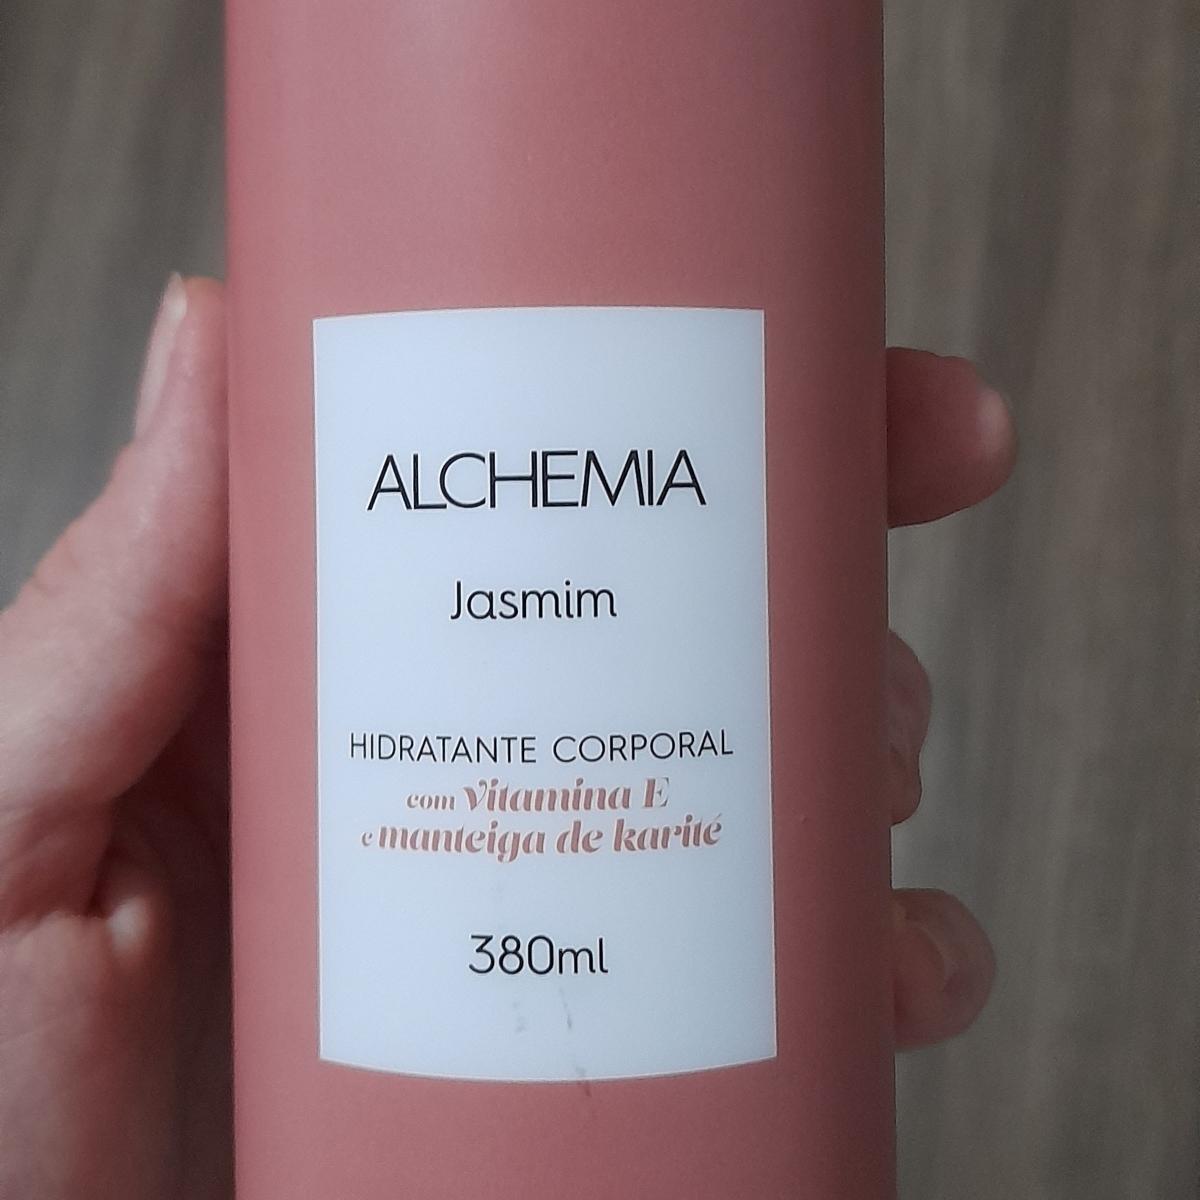 ALCHEMIA
Jasmim
HIDRATANTE CORPORAL
com vitamina E
e manteiga de karité
380ml